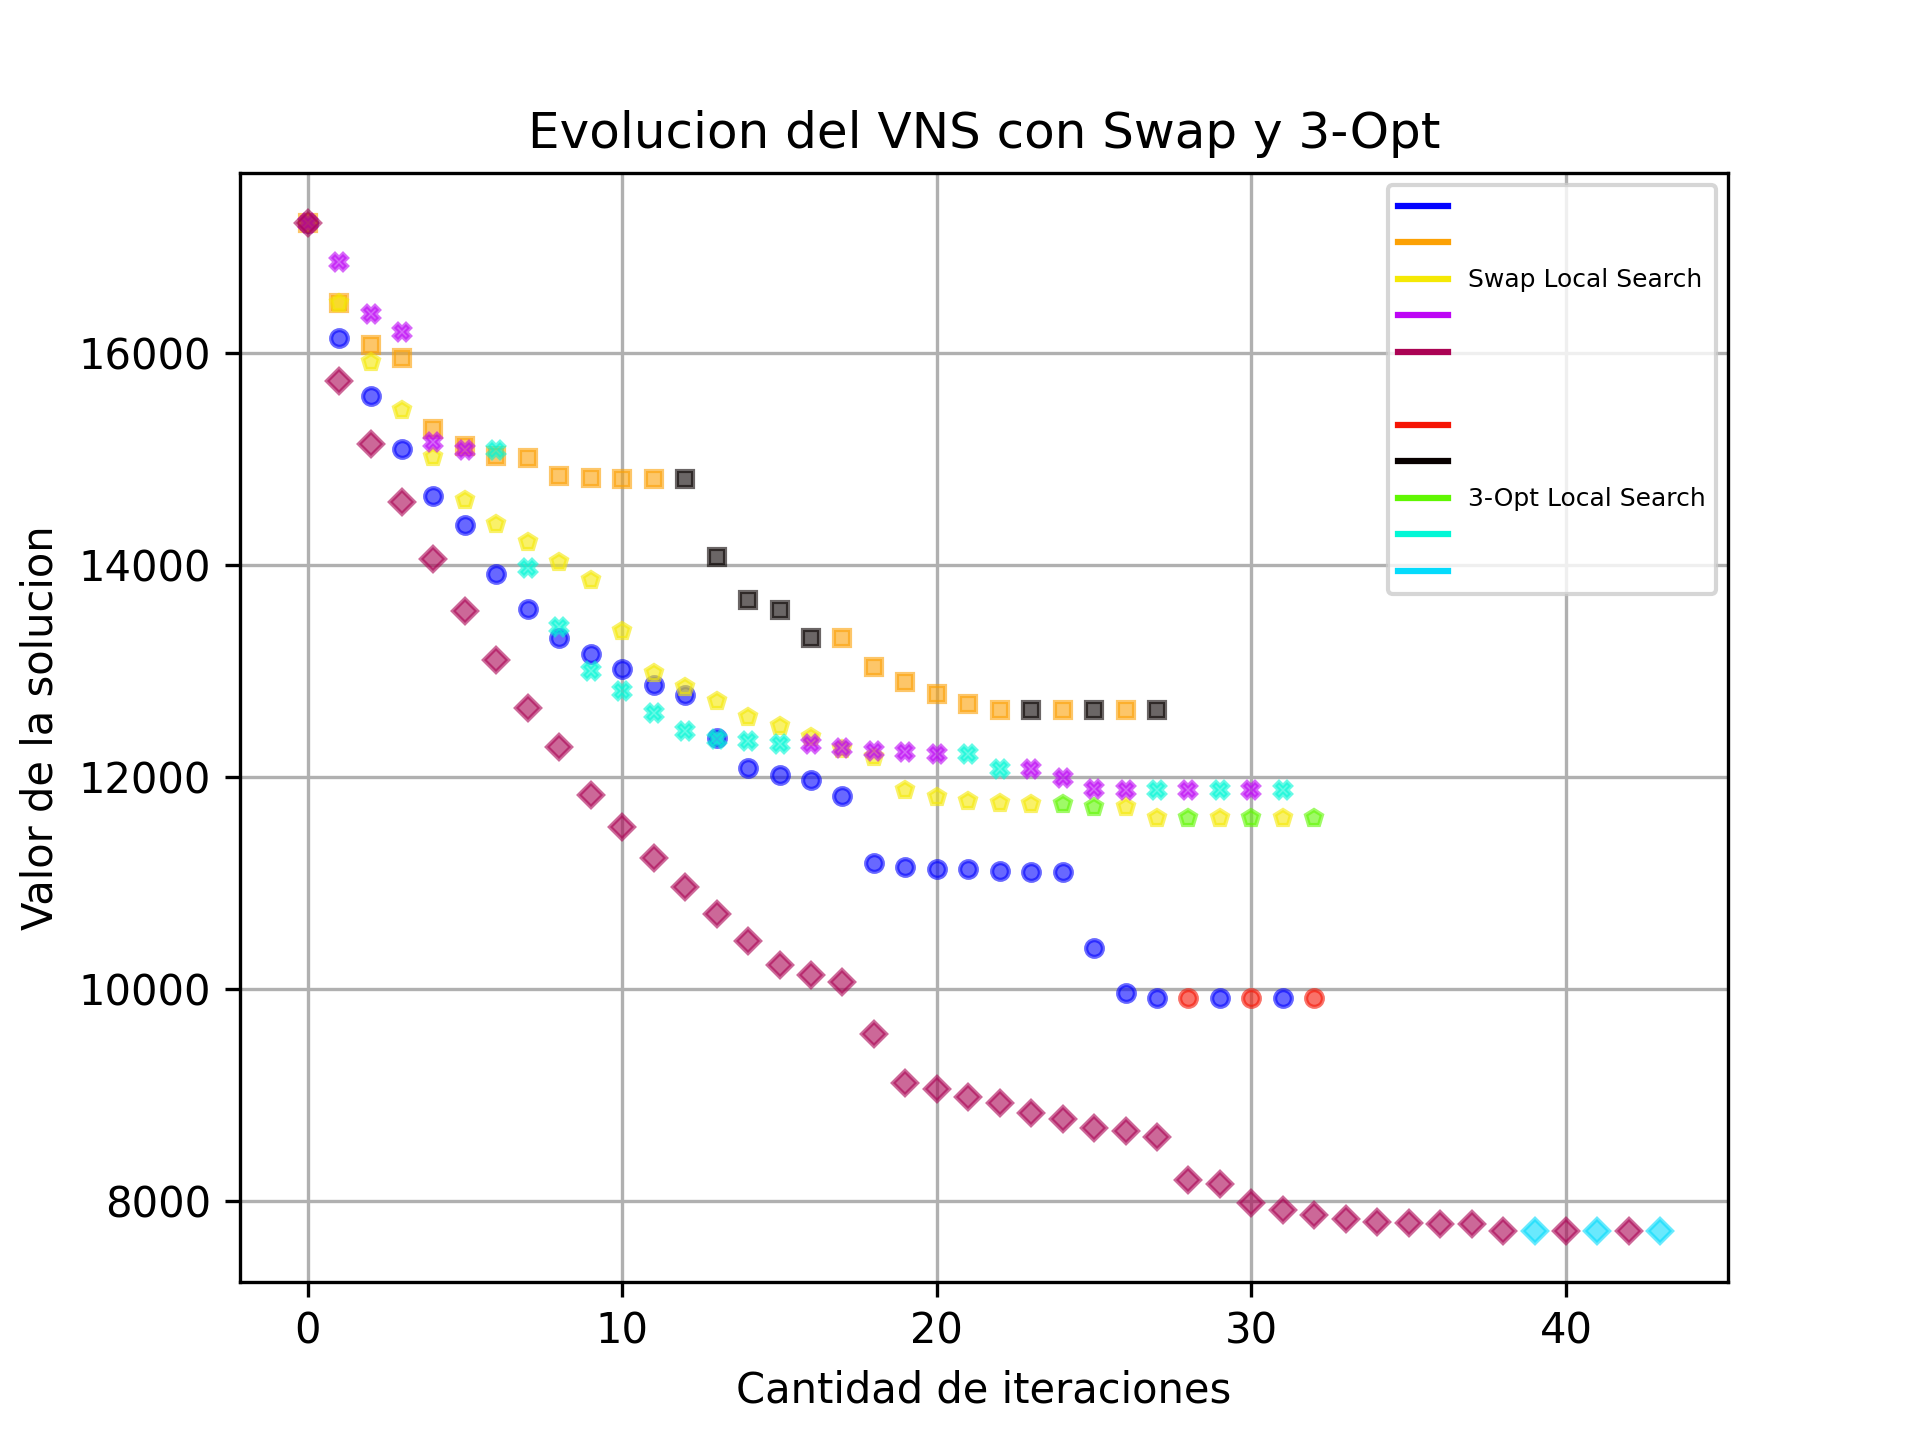 Evolucion del VNS con Swap y 3-Opt
Valor de la solucion
16000
14000
12000
10000
8000
Swap Local Search
3-Opt Local Search
0 10 20 30 40
Cantidad de iteraciones